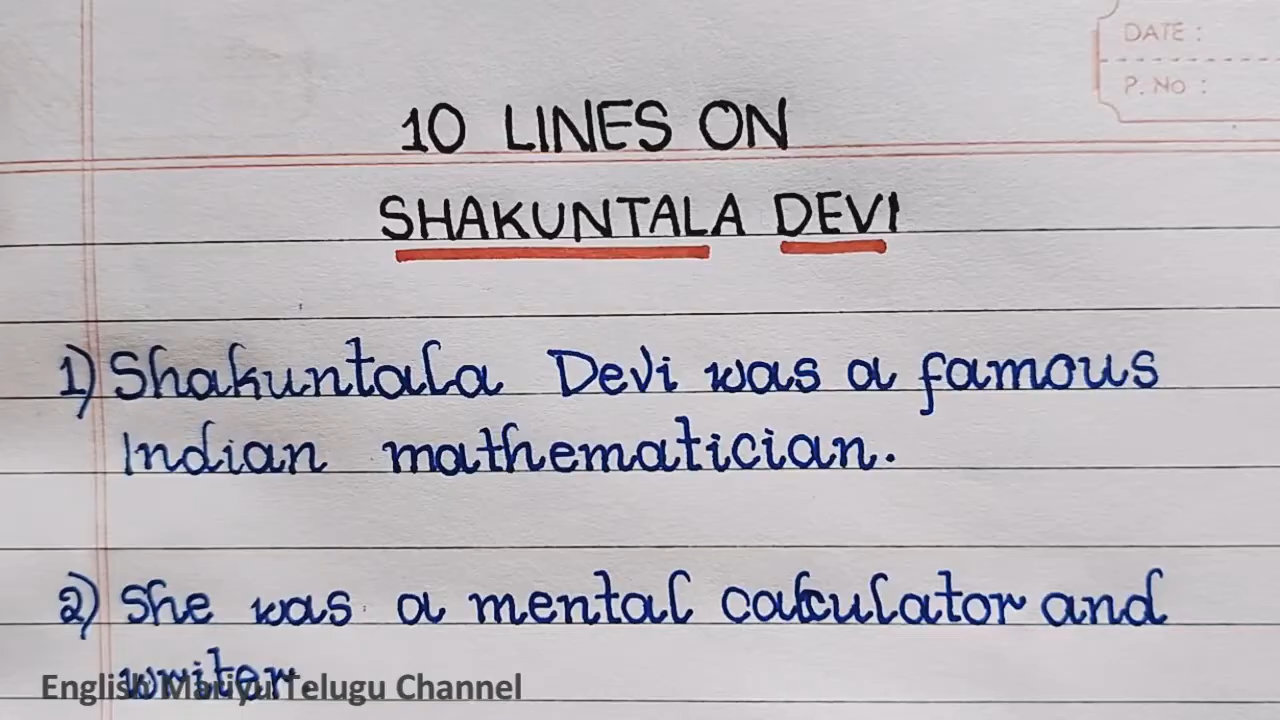 DATE :
P. No :
10 LINES ON
SHAKUNTALA DEVI
1) Shakuntala Devi was a famous
Indian mathematician.
2) She was a mental calculator and
writer
English Mariyu Telugu Channel